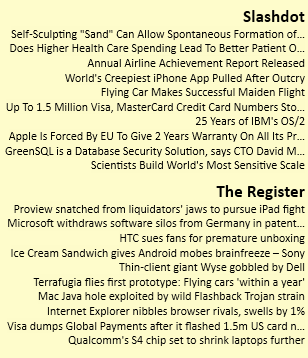 Slashdot
Self-Sculpting "Sand" Can Allow Spontaneous Formation of...
Does Higher Health Care Spending Lead To Better Patient O...
Annual Airline Achievement Report Released
World's Creepiest iPhone App Pulled After Outcry
Flying Car Makes Successful Maiden Flight
Up To 1.5 Million Visa, MasterCard Credit Card Numbers Sto...
25 Years of IBM's OS/2
Apple Is Forced By EU To Give 2 Years Warranty On All Its Pr...
GreenSQL is a Database Security Solution, says CTO David M...
Scientists Build World's Most Sensitive Scale
The Register
Proview snatched from liquidators' jaws to pursue iPad fight
Microsoft withdraws software silos from Germany in patent...
HTC sues fans for premature unboxing
Ice Cream Sandwich gives Android mobes brainfreeze – Sony
Thin-client giant Wyse gobbled by Dell
Terrafugia flies first prototype: Flying cars 'within a year'
Mac Java hole exploited by wild Flashback Trojan strain
Internet Explorer nibbles browser rivals, swells by 1%
Visa dumps Global Payments after it flashed 1.5m US card n...
Qualcomm's S4 chip set to shrink laptops further